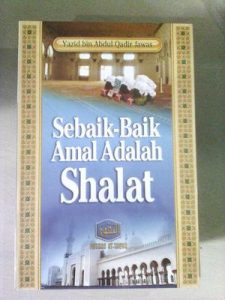 Yazid bin Abdul Qadir Jawas
Sebaik-Baik
Amal Adalah
Shalat